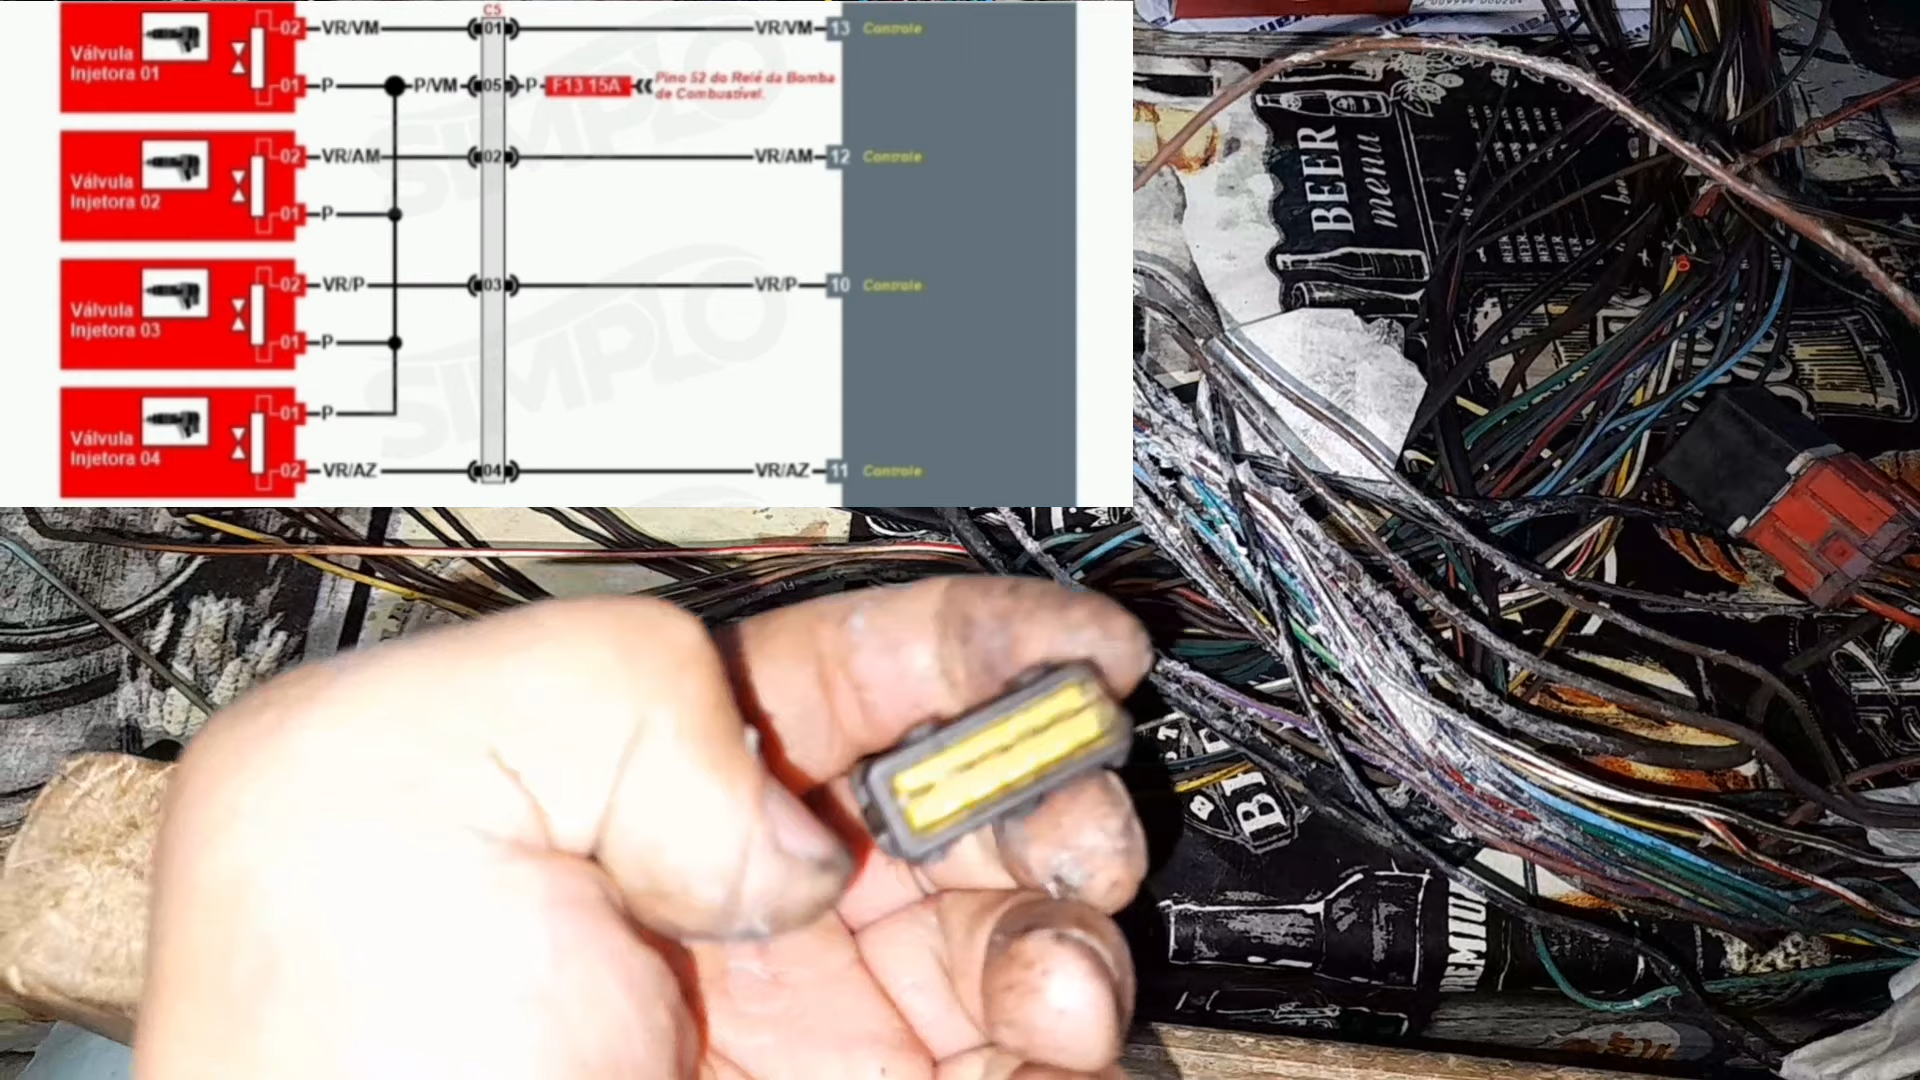 C5
Válvula
Injetora 01
02
VR/VM
01
VR/VM
13
Controle
01
P
P/VM
05
P
F13 15A
Pino 52 do Relé da Bomba
de Combustível.
Válvula
Injetora 02
02
VR/AM
02
VR/AM
12
Controle
01
P
Válvula
Injetora 03
02
VR/P
03
VR/P
10
Controle
01
P
Válvula
Injetora 04
01
P
02
VR/AZ
04
VR/AZ
11
Controle
SIMPLO
SIMPLO
BEER
menu